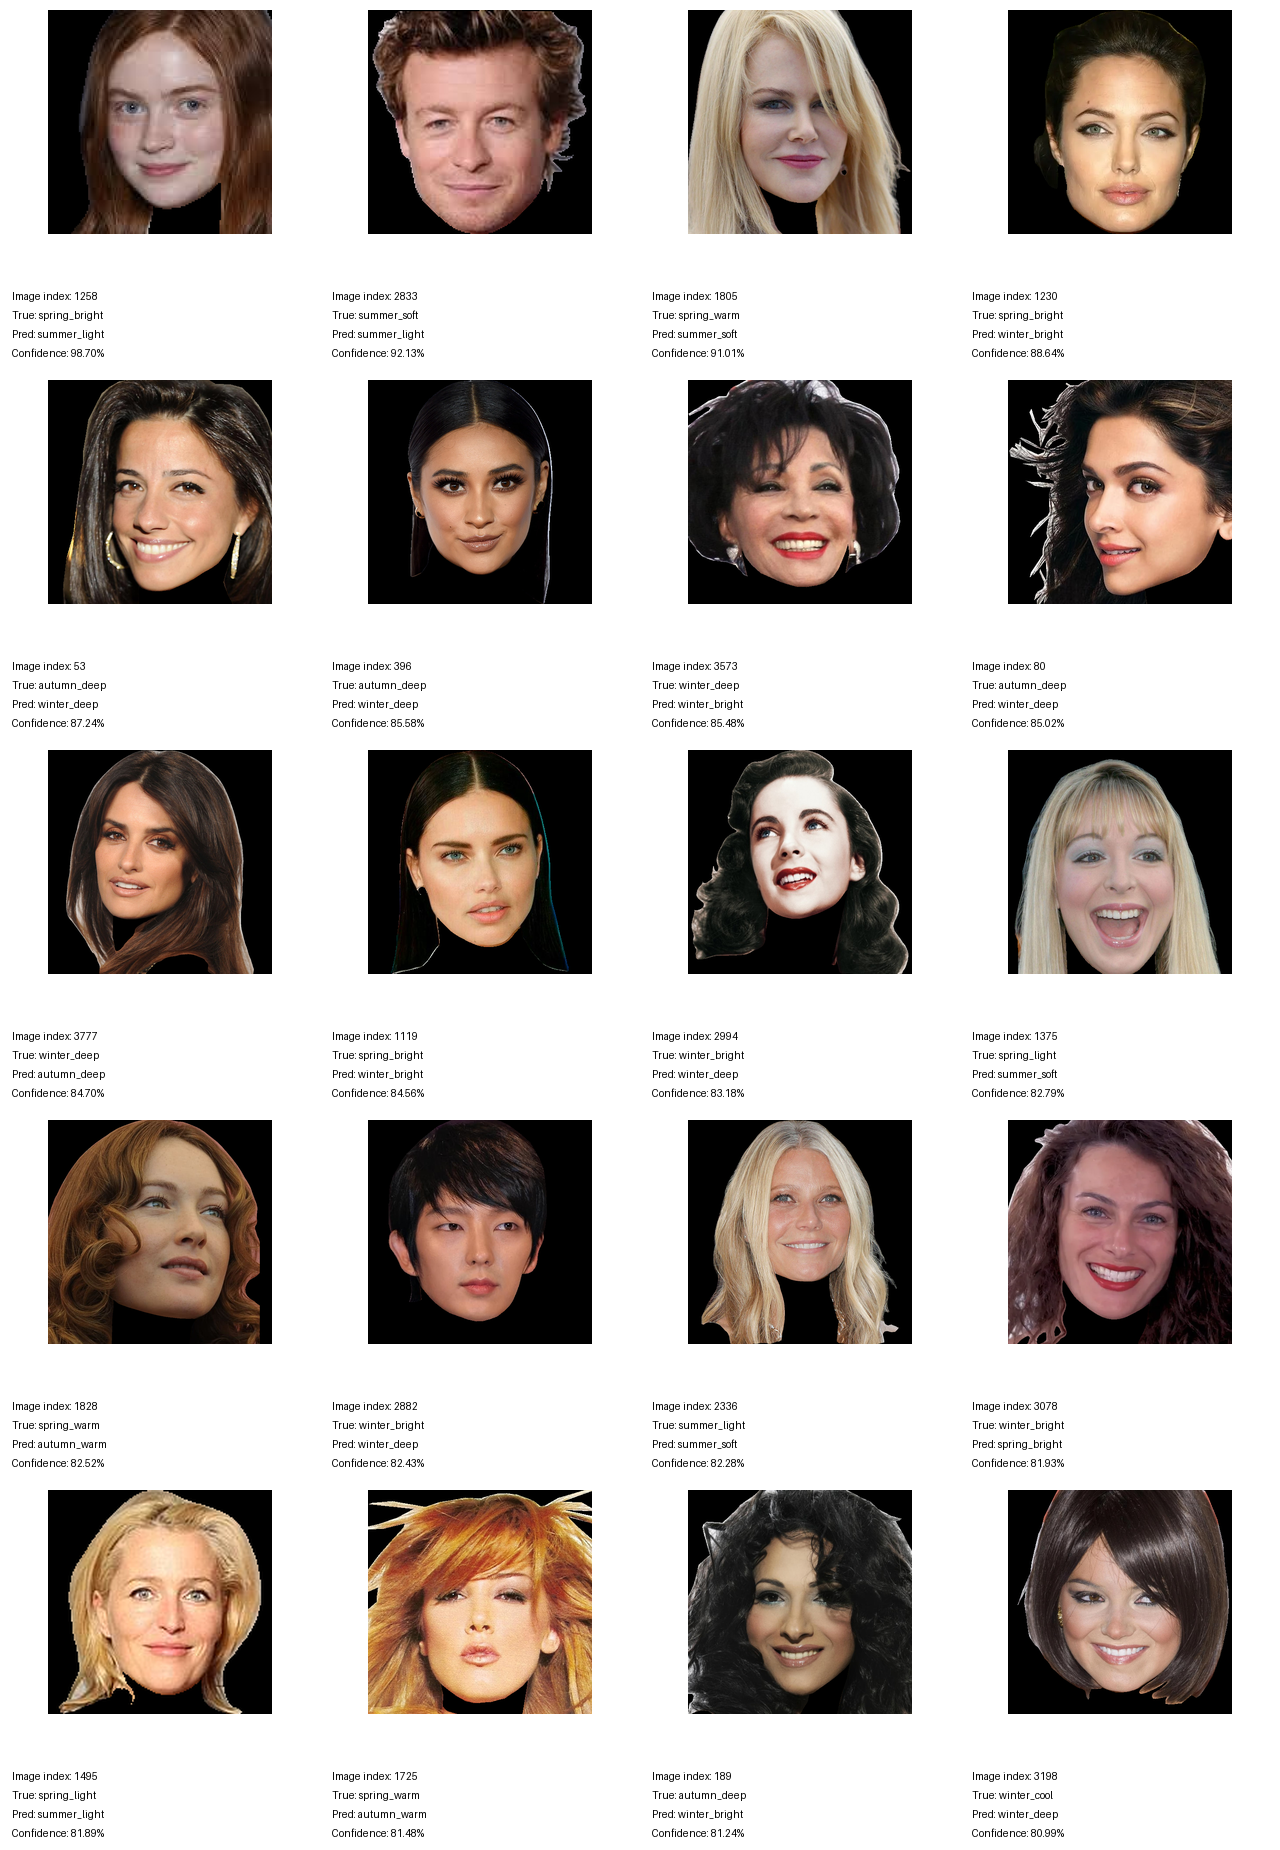 Image index: 1258
True: spring_bright
Pred: summer_light
Confidence: 98.70%
Image index: 2833
True: summer_soft
Pred: summer_light
Confidence: 92.13%
Image index: 1805
True: spring_warm
Pred: summer_soft
Confidence: 91.01%
Image index: 1230
True: spring_bright
Pred: winter_bright
Confidence: 88.64%
Image index: 53
True: autumn_deep
Pred: winter_deep
Confidence: 87.24%
Image index: 396
True: autumn_deep
Pred: winter_deep
Confidence: 85.58%
Image index: 3573
True: winter_deep
Pred: winter_bright
Confidence: 85.48%
Image index: 80
True: autumn_deep
Pred: winter_deep
Confidence: 85.02%
Image index: 3777
True: winter_deep
Pred: autumn_deep
Confidence: 84.70%
Image index: 1119
True: spring_bright
Pred: winter_bright
Confidence: 84.56%
Image index: 2994
True: winter_bright
Pred: winter_deep
Confidence: 83.18%
Image index: 1375
True: spring_light
Pred: summer_soft
Confidence: 82.79%
Image index: 1828
True: spring_warm
Pred: autumn_warm
Confidence: 82.52%
Image index: 2882
True: winter_bright
Pred: winter_deep
Confidence: 82.43%
Image index: 2336
True: summer_light
Pred: summer_soft
Confidence: 82.28%
Image index: 3078
True: winter_bright
Pred: spring_bright
Confidence: 81.93%
Image index: 1495
True: spring_light
Pred: summer_light
Confidence: 81.89%
Image index: 1725
True: spring_warm
Pred: autumn_warm
Confidence: 81.48%
Image index: 189
True: autumn_deep
Pred: winter_bright
Confidence: 81.24%
Image index: 3198
True: winter_cool
Pred: winter_deep
Confidence: 80.99%